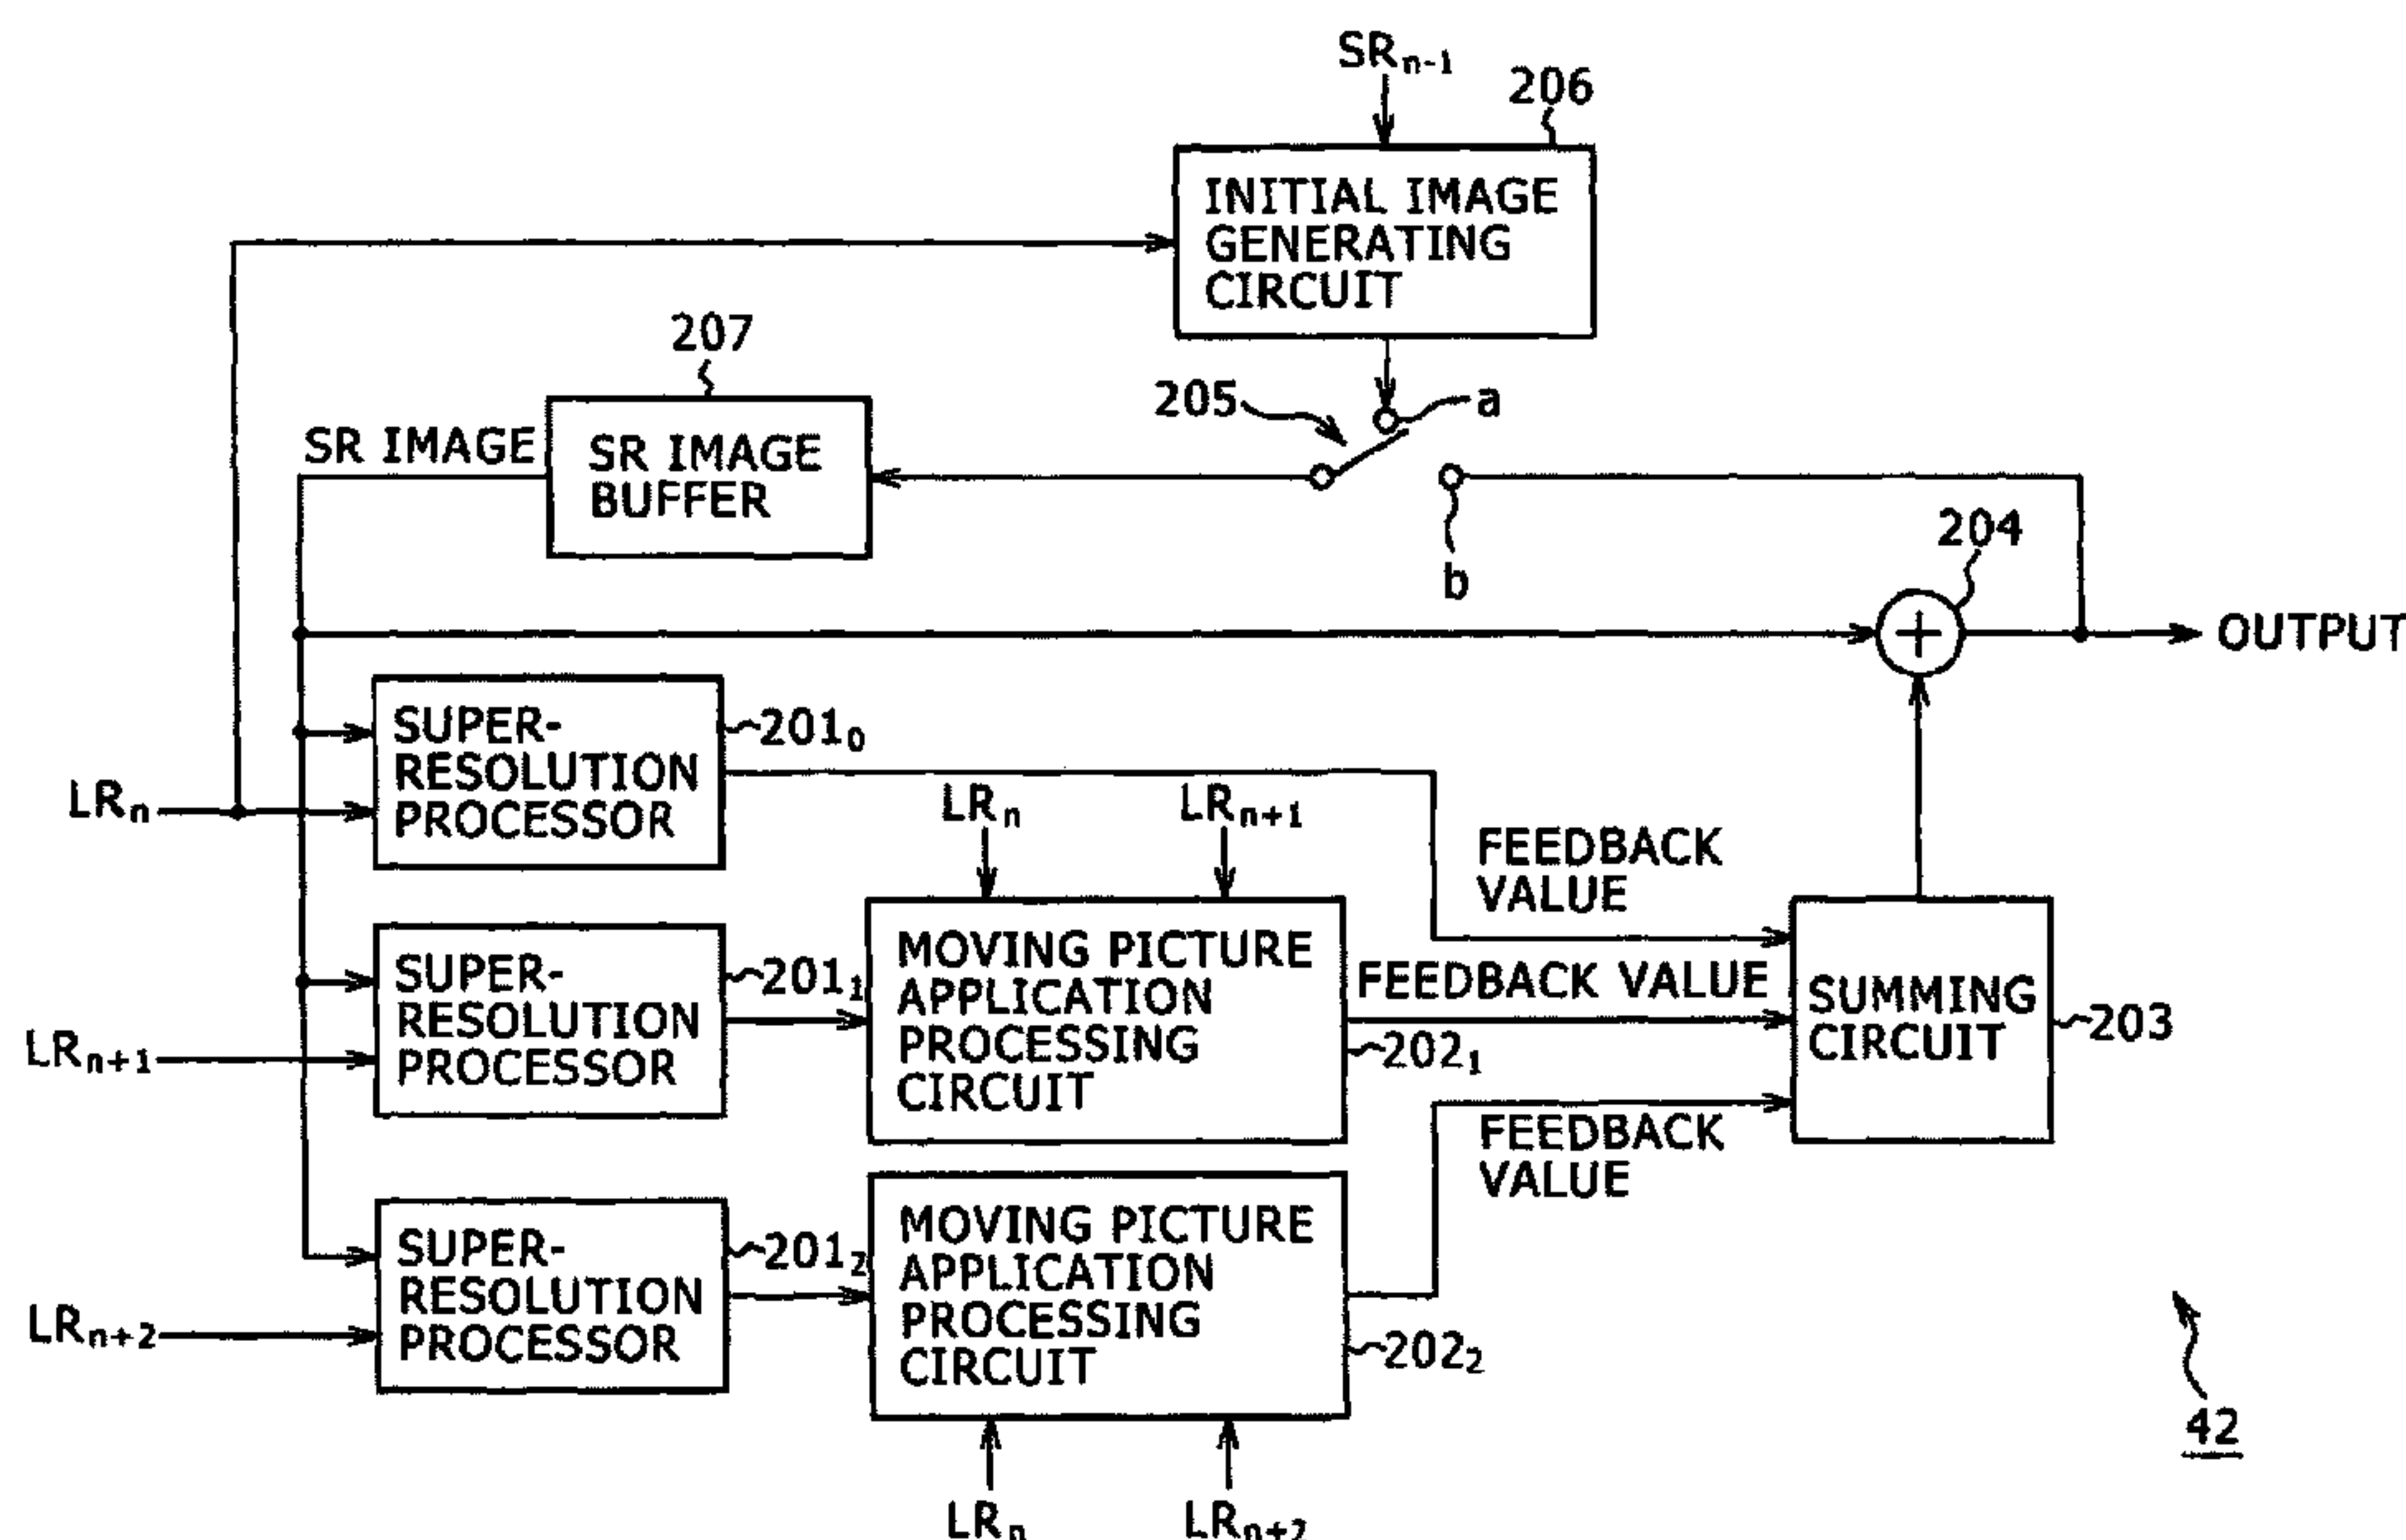 SRn-1
206
INITIAL IMAGE
GENERATING
CIRCUIT
207
205
a
SR IMAGE
SR IMAGE
BUFFER
b
204
OUTPUT
SUPER-
RESOLUTION
PROCESSOR
2010
LRn
LRn
LRn+1
FEEDBACK
VALUE
SUPER-
RESOLUTION
PROCESSOR
2011
LRn+1
MOVING PICTURE
APPLICATION
PROCESSING
CIRCUIT
FEEDBACK VALUE
2021
SUMMING
CIRCUIT
203
FEEDBACK
VALUE
SUPER-
RESOLUTION
PROCESSOR
2012
LRn+2
MOVING PICTURE
APPLICATION
PROCESSING
CIRCUIT
2022
LRn
LRn+2
42